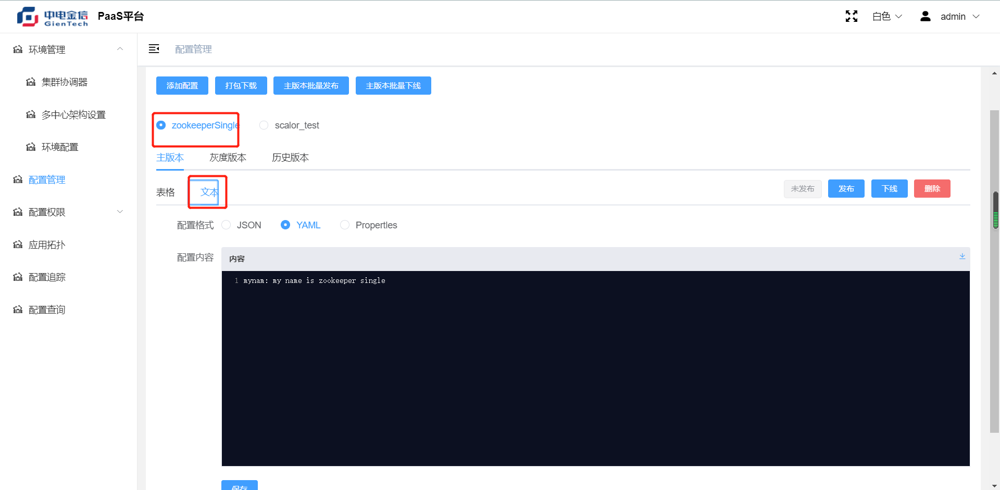 中电金信
GienTech
PaaS平台
白色
admin
环境管理
集群协调器
多中心架构设置
环境配置
配置管理
配置权限
应用拓扑
配置追踪
配置查询
配置管理
添加配置 打包下载 主版本批量发布 主版本批量下线
zookeeperSingle scalor_test
主版本 灰度版本 历史版本
表格 文本 未发布 发布 下线 删除
配置格式 JSON YAML Properties
配置内容 内容
1 mynam: my name is zookeeper single
保存